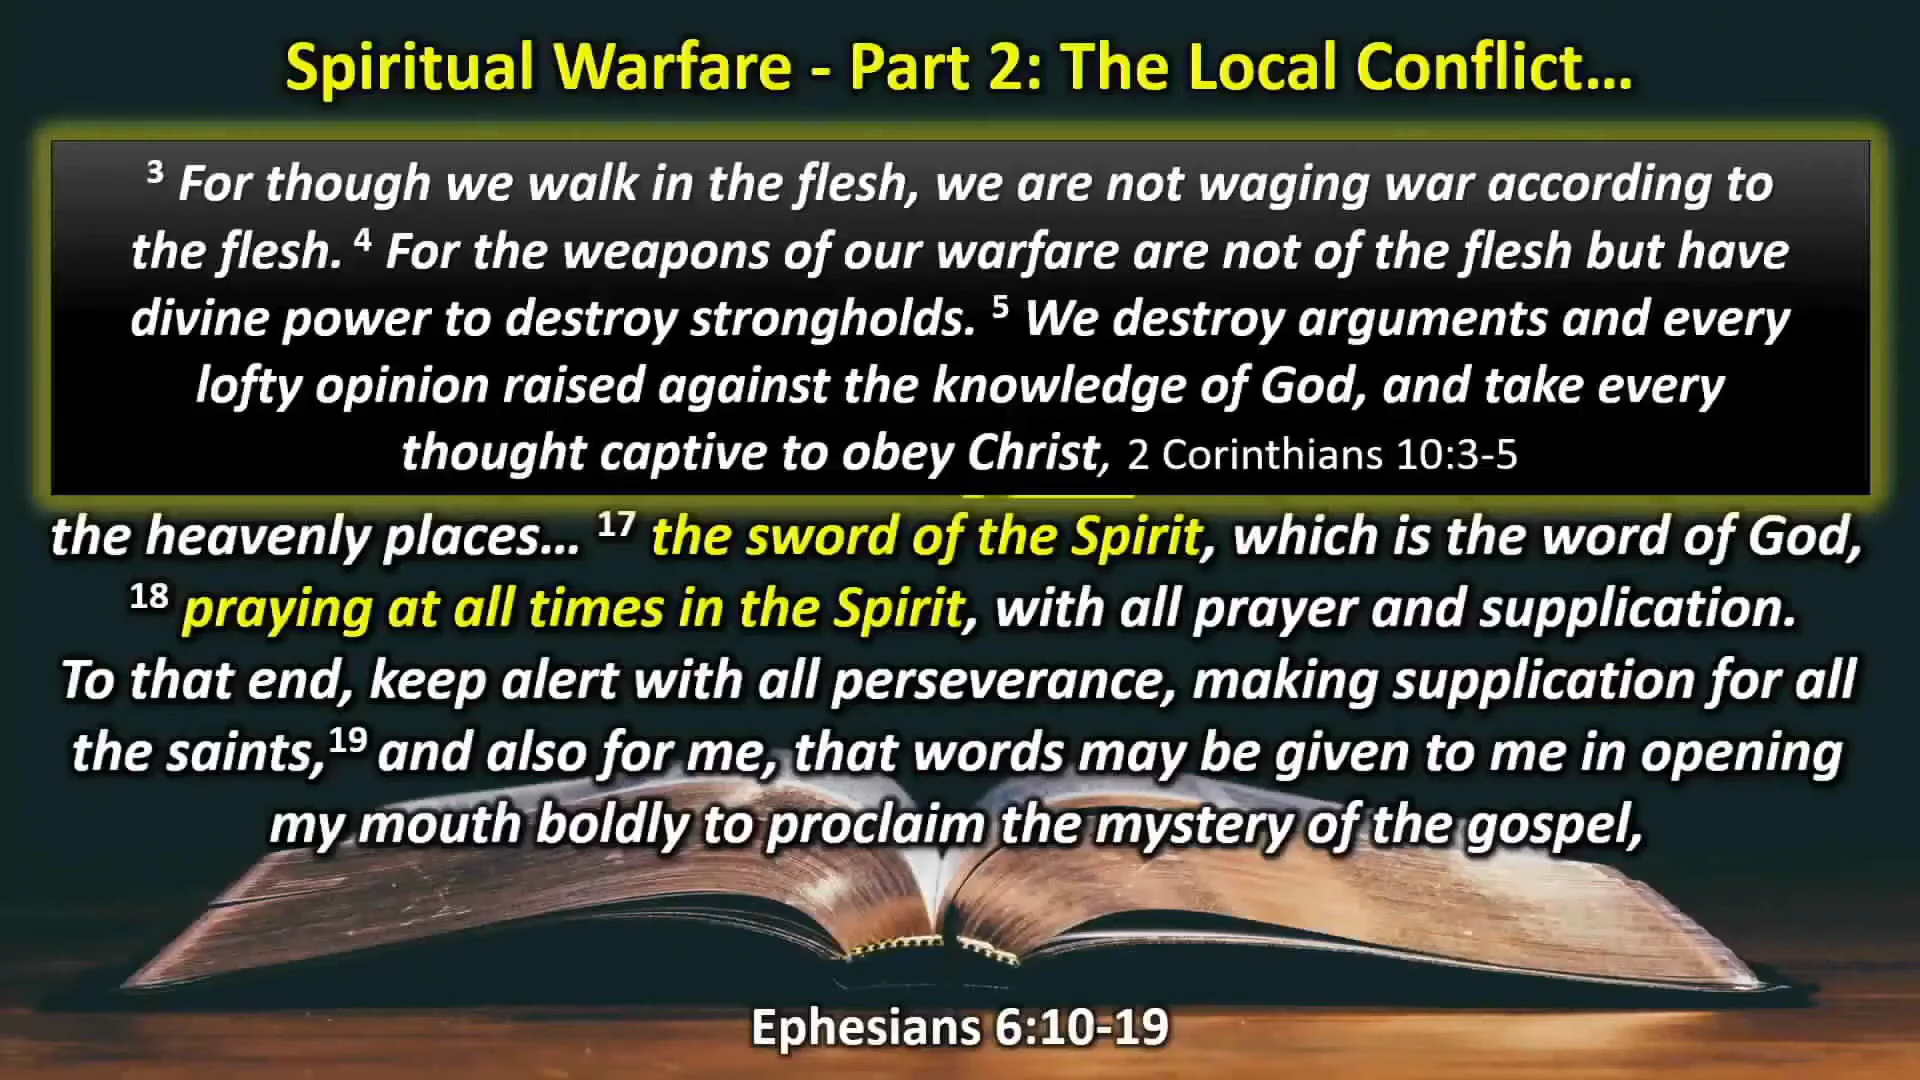 Spiritual Warfare - Part 2: The Local Conflict...
3 For though we walk in the flesh, we are not waging war according to
the flesh. 4 For the weapons of our warfare are not of the flesh but have
divine power to destroy strongholds. 5 We destroy arguments and every
lofty opinion raised against the knowledge of God, and take every
thought captive to obey Christ, 2 Corinthians 10:3-5
the heavenly places... 17 the sword of the Spirit, which is the word of God,
18 praying at all times in the Spirit, with all prayer and supplication.
To that end, keep alert with all perseverance, making supplication for all
the saints,19 and also for me, that words may be given to me in opening
my mouth boldly to proclaim the mystery of the gospel,
Ephesians 6:10-19